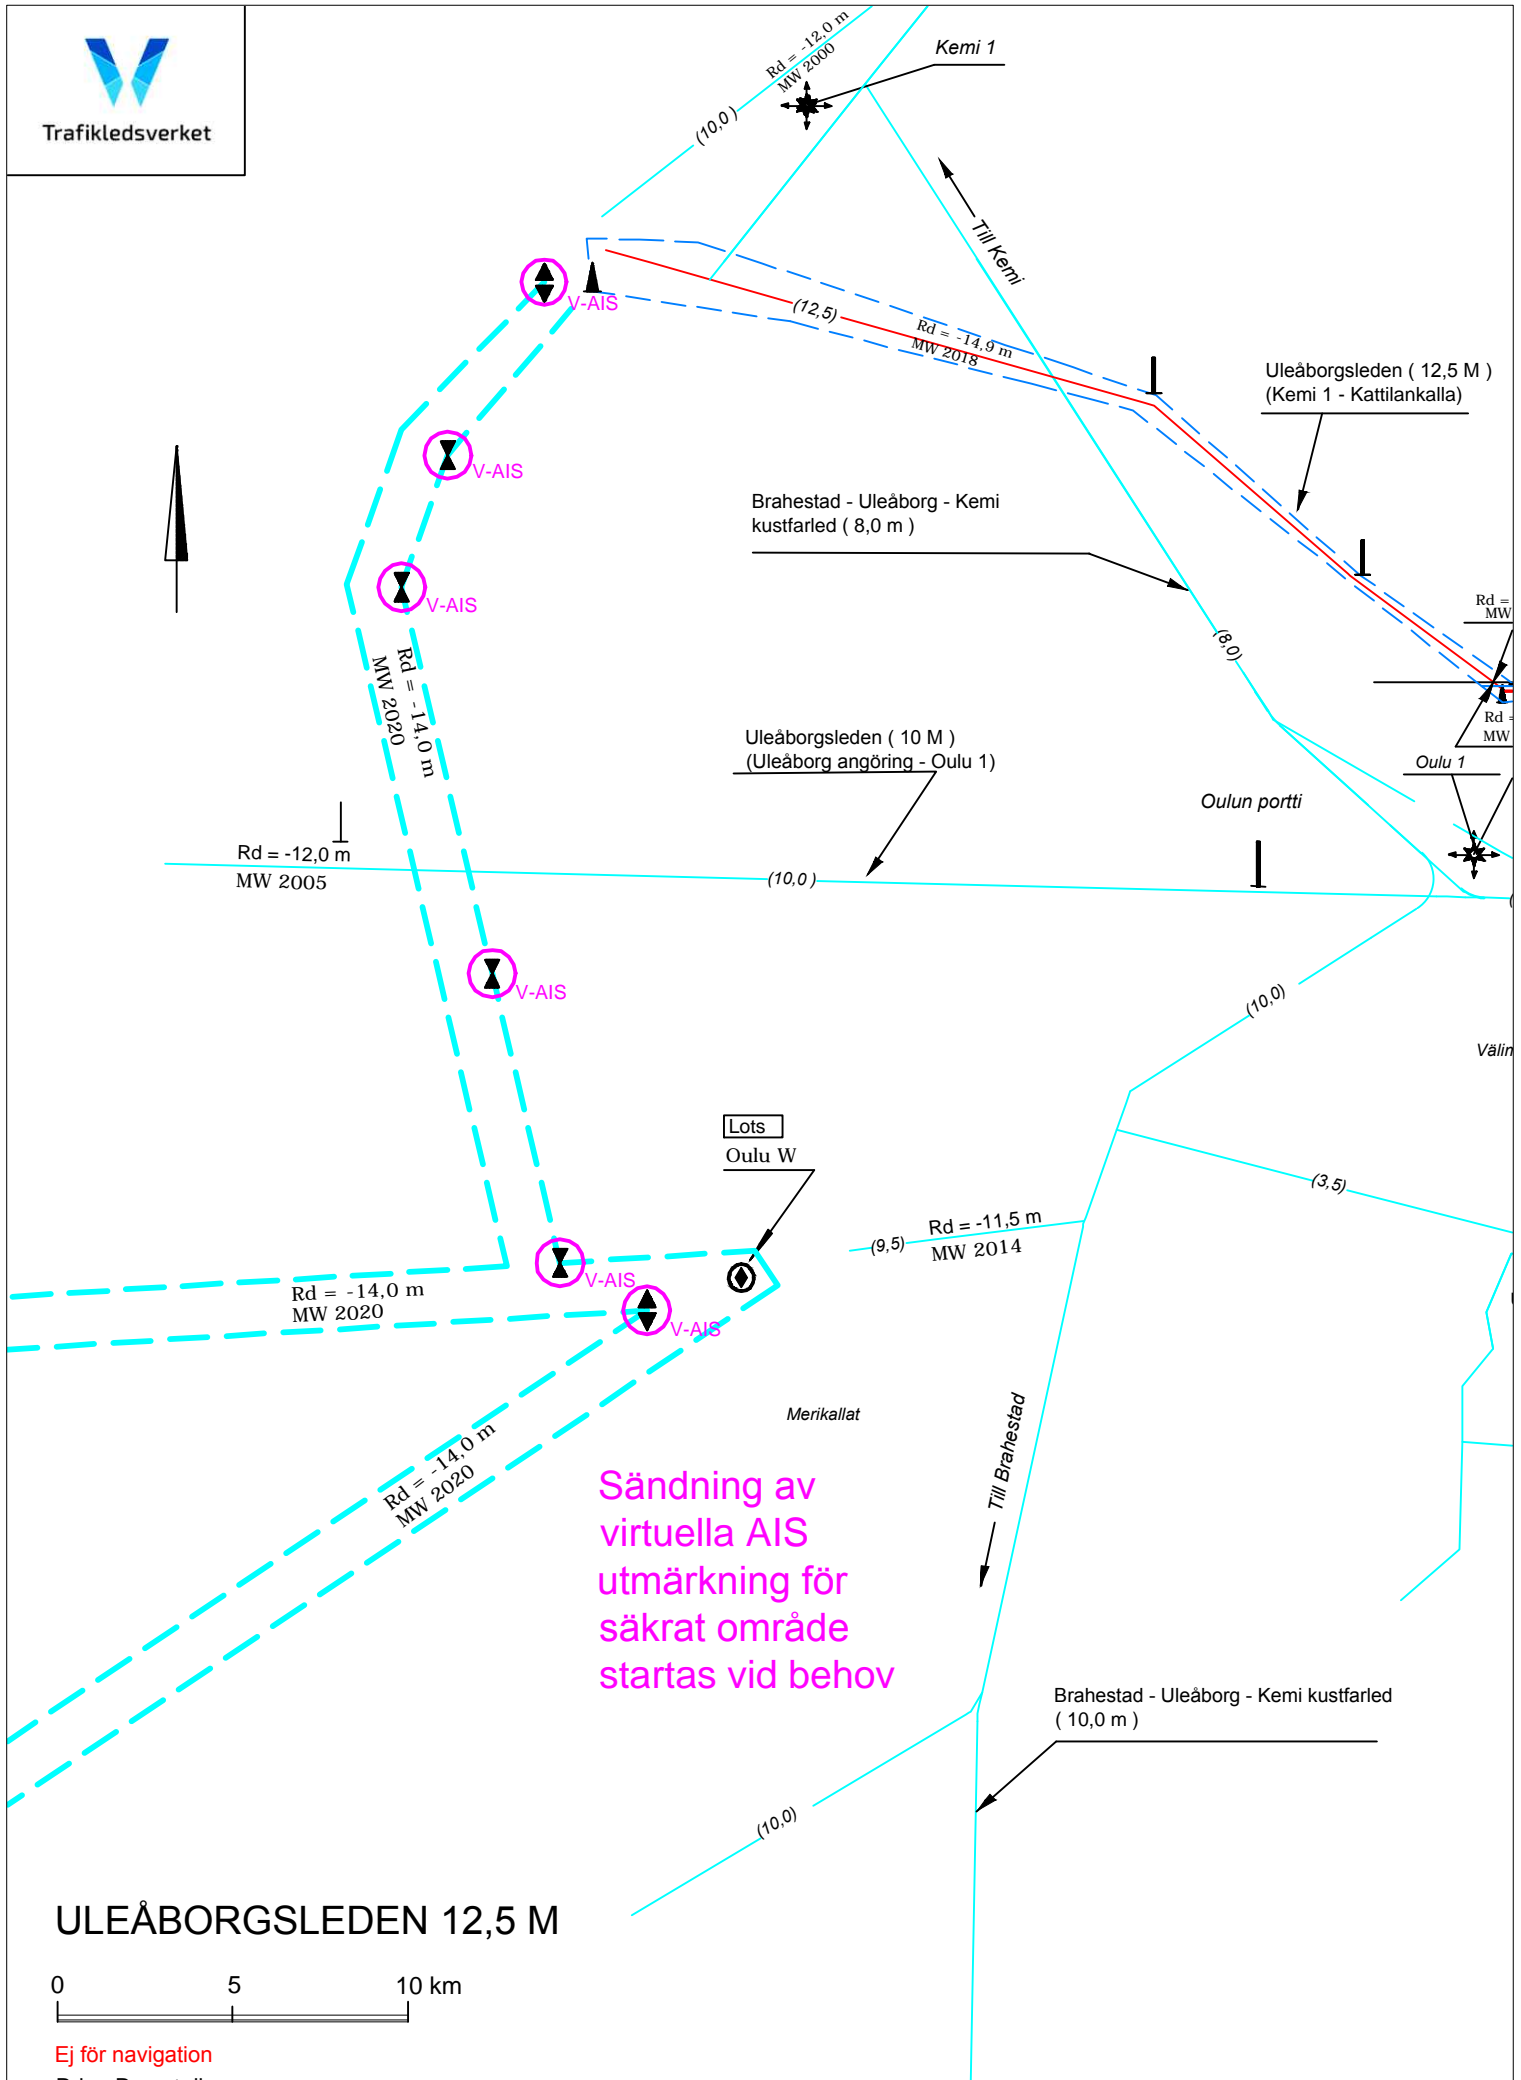 Trafikledsverket
Rd = -12,0 m
MW 2000
Kemi 1
(10,0 )
Till Kemi
V-AIS
(12,5)
Rd = -14,9 m
MW 2018
Uleåborgsleden ( 12,5 M )
(Kemi 1 - Kattilankalla)
V-AIS
Brahestad - Uleåborg - Kemi
kustfarled ( 8,0 m )
V-AIS
Rd =
MW
(8,0)
Rd = -14,0 m
MW 2020
Rd =
MW
Uleåborgsleden ( 10 M )
(Uleåborg angöring - Oulu 1)
Oulu 1
Oulun portti
Rd = -12,0 m
MW 2005
(10,0 )
V-AIS
(10,0)
Lots
Oulu W
(3,5)
Rd = -11,5 m
MW 2014
(9,5)
V-AIS
Rd = -14,0 m
MW 2020
V-AIS
Merikallat
Till Brahestad
Rd = -14,0 m
MW 2020
Sändning av
virtuella AIS
utmärkning för
säkrat område
startas vid behov
Brahestad - Uleåborg - Kemi kustfarled
( 10,0 m )
(10,0)
ULEÅBORGSLEDEN 12,5 M
0 5 10 km
Ej för navigation